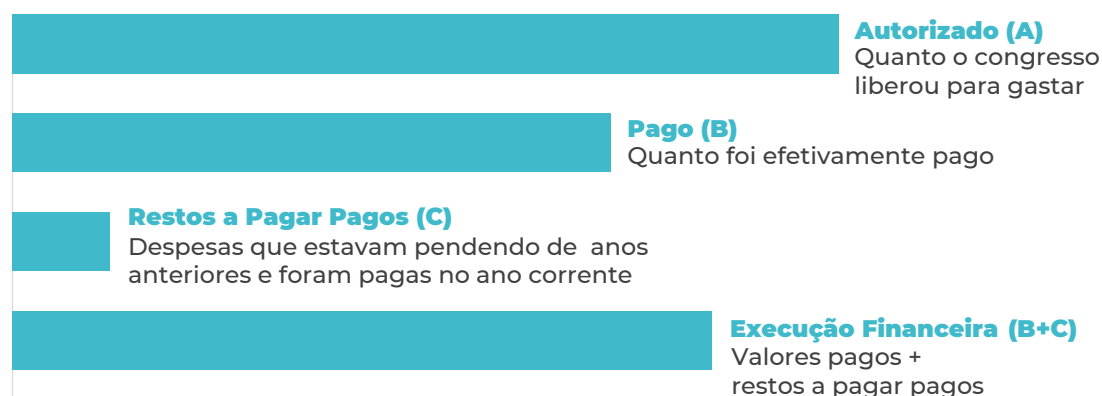 Autorizado (A)
Quanto o congresso
liberou para gastar
Pago (B)
Quanto foi efetivamente pago
Restos a Pagar Pagos (C)
Despesas que estavam pendendo de  anos
anteriores e foram pagas no ano corrente
Execução Financeira (B+C)
Valores pagos +
restos a pagar pagos